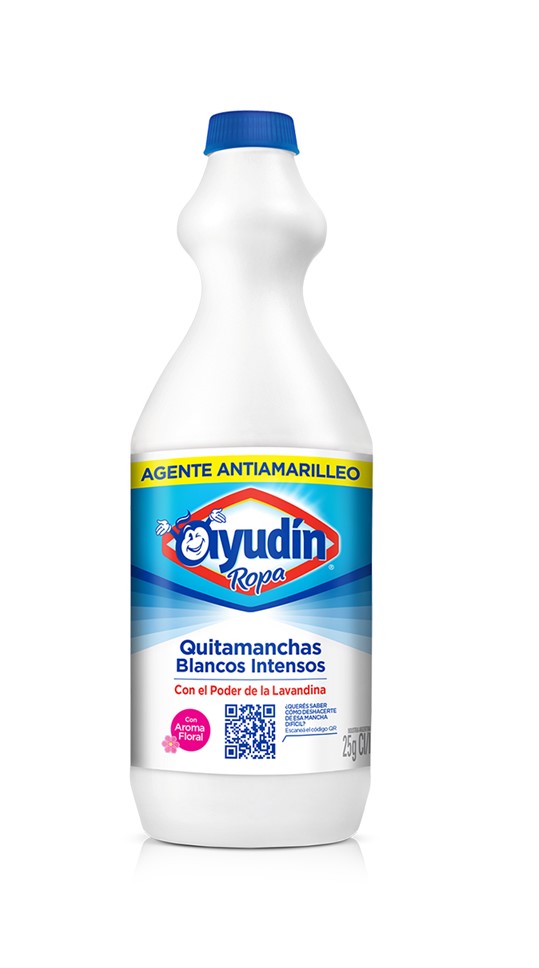 AGENTE ANTIAMARILLEO
Ayudín®
Ropa
Quitamanchas
Blancos Intensos
Con el Poder de la Lavandina
Con
Aroma
Floral
¿QUERÉS SABER
CÓMO DESHACERTE
DE ESA MANCHA
DIFÍCIL?
Escaneá el código QR
25g